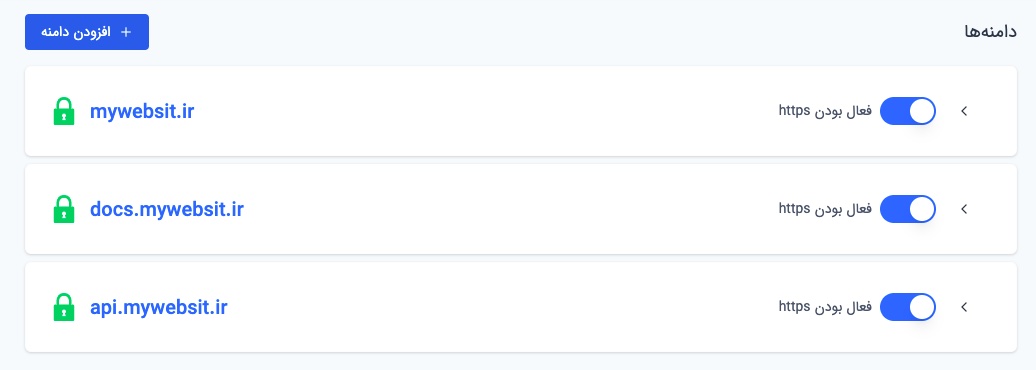 دامنه‌ها
افزودن دامنه +
فعال بودن https
mywebsit.ir
فعال بودن https
docs.mywebsit.ir
فعال بودن https
api.mywebsit.ir